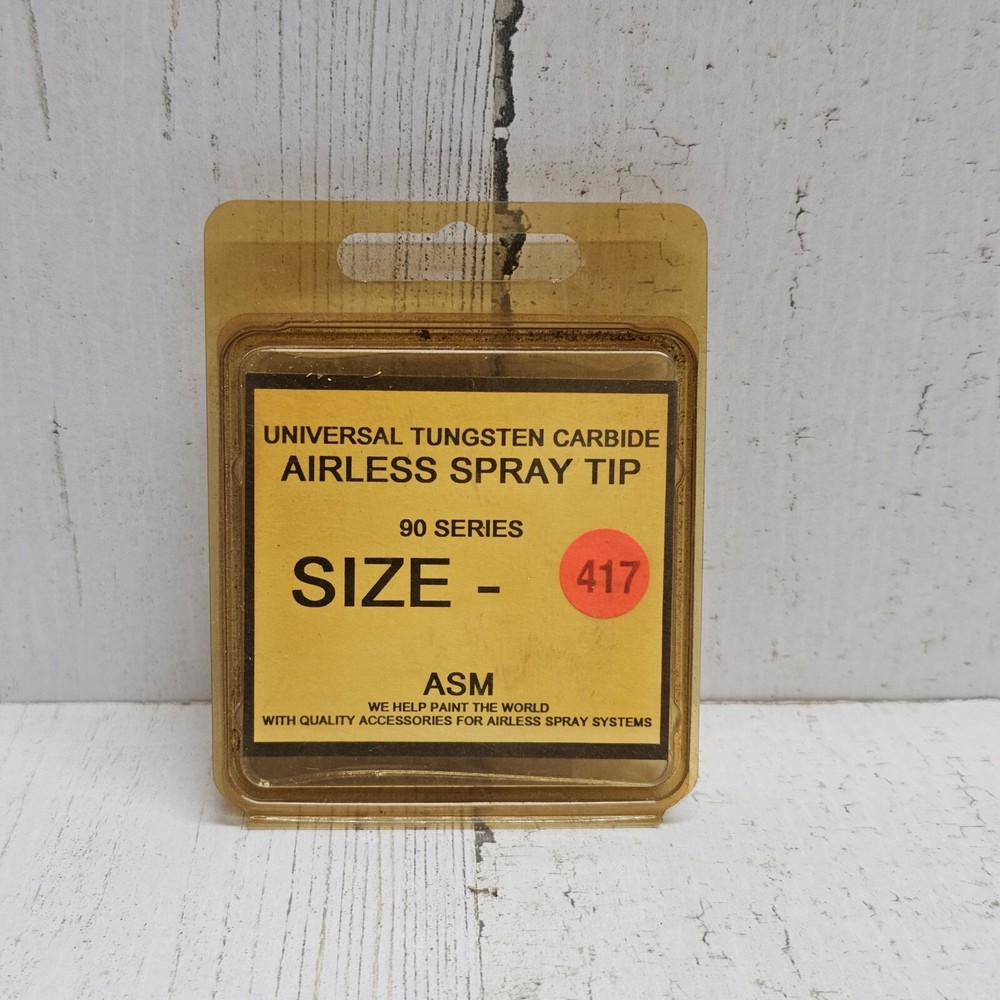 UNIVERSAL TUNGSTEN CARBIDE
AIRLESS SPRAY TIP
90 SERIES
SIZE - 417
ASM
WE HELP PAINT THE WORLD
WITH QUALITY ACCESSORIES FOR AIRLESS SPRAY SYSTEMS